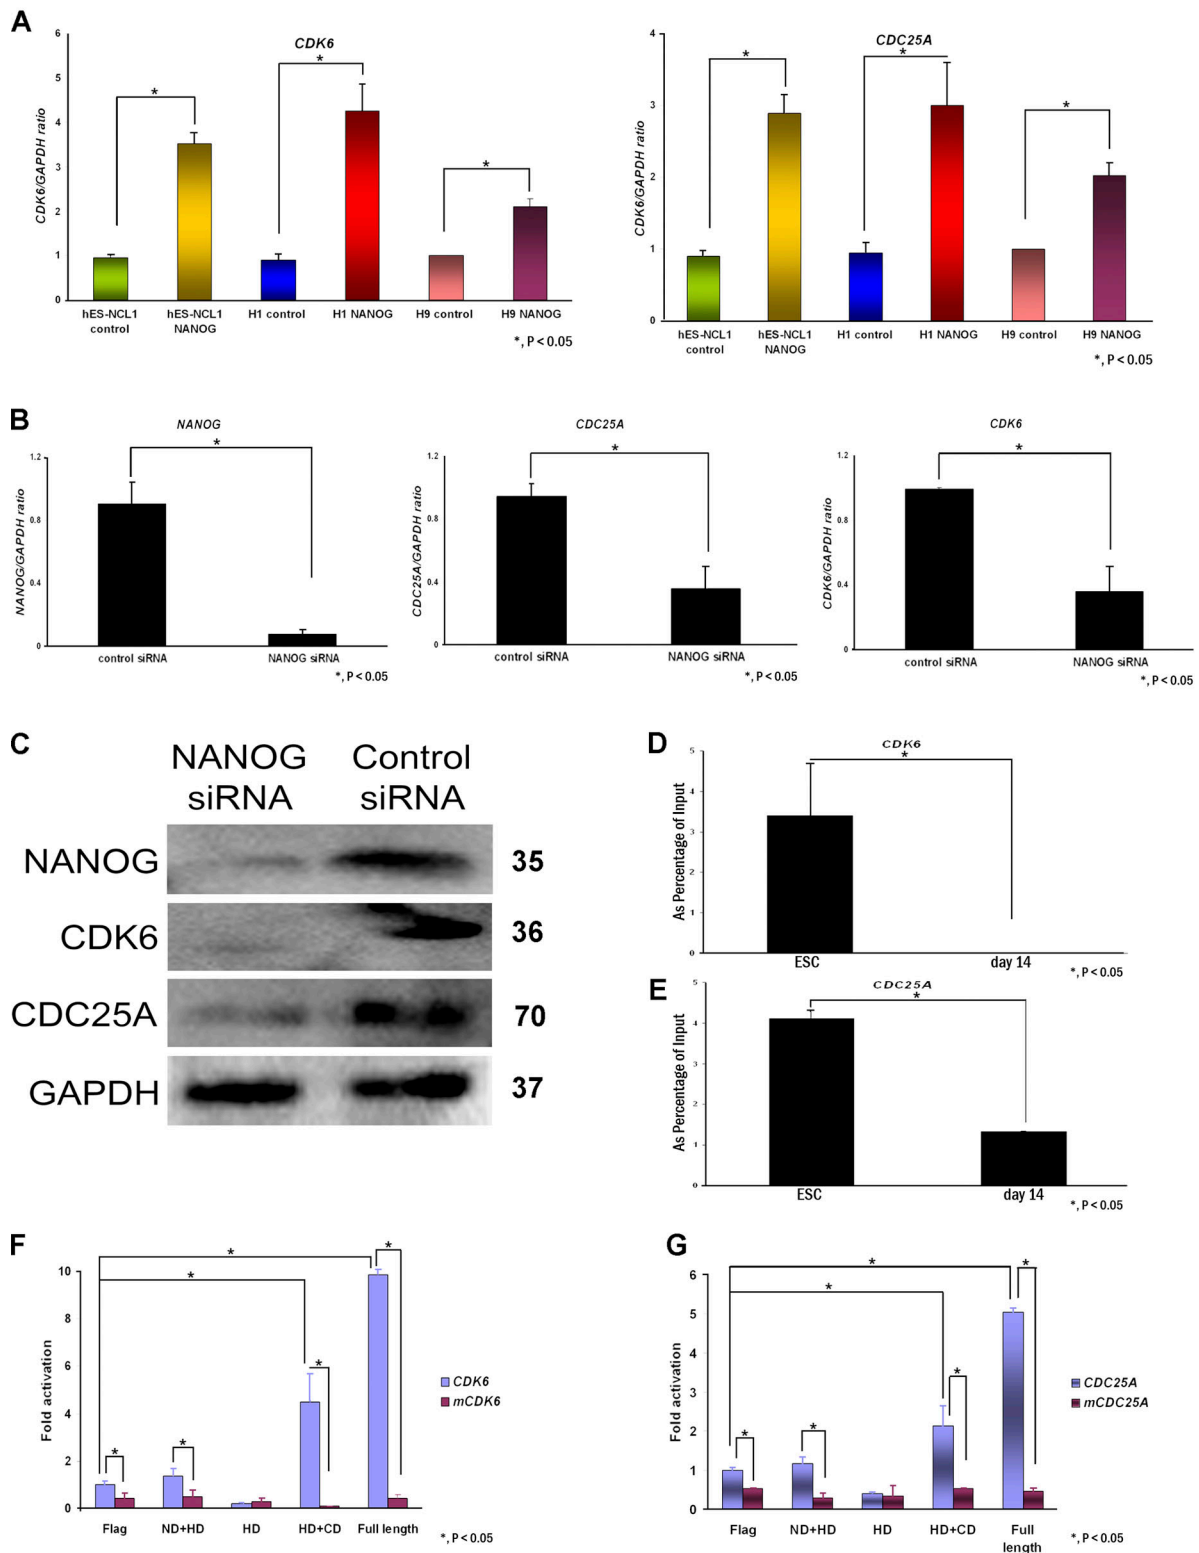 A
CDK6
CDK6/GAPDH ratio
6
5
4
3
2
1
0
*
*
*
hES-NCL1 control
hES-NCL1 NANOG
H1 control
H1 NANOG
H9 control
H9 NANOG
*, P < 0.05
CDC25A
CDK6/GAPDH ratio
4
3
2
1
0
*
*
*
hES-NCL1 control
hES-NCL1 NANOG
H1 control
H1 NANOG
H9 control
H9 NANOG
*, P < 0.05
B
NANOG
NANOG/GAPDH ratio
1.2
0.8
0.4
0
*
control siRNA
NANOG siRNA
*, P < 0.05
CDC25A
CDC25A/GAPDH ratio
1.2
0.8
0.4
0
*
control siRNA
NANOG siRNA
*, P < 0.05
CDK6
CDK6/GAPDH ratio
1.2
0.8
0.4
0
*
control siRNA
NANOG siRNA
*, P < 0.05
C
NANOG siRNA
Control siRNA
NANOG
35
CDK6
36
CDC25A
70
GAPDH
37
D
CDK6
As Percentage of Input
5
4
3
2
1
0
*
ESC
day 14
*, P < 0.05
E
CDC25A
As Percentage of Input
5
4
3
2
1
0
*
ESC
day 14
*, P < 0.05
F
Fold activation
10
8
6
4
2
0
*
*
*
*
*
*
Flag
ND+HD
HD
HD+CD
Full length
CDK6
mCDK6
*, P < 0.05
G
Fold activation
6
5
4
3
2
1
0
*
*
*
*
*
*
Flag
ND+HD
HD
HD+CD
Full length
CDC25A
mCDC25A
*, P < 0.05